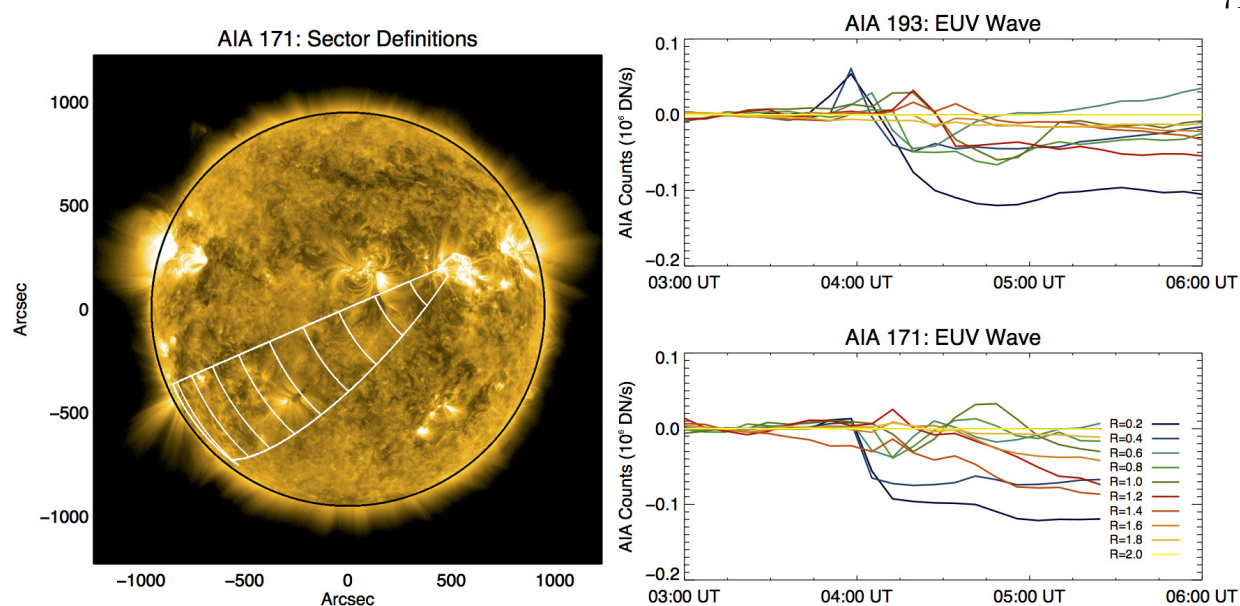 AIA 171: Sector Definitions
1000
500
0
−500
−1000
Arcsec
−1000 −500 0 500 1000
Arcsec
AIA 193: EUV Wave
0.1
0.0
−0.1
−0.2
AIA Counts (10⁶ DN/s)
03:00 UT 04:00 UT 05:00 UT 06:00 UT
AIA 171: EUV Wave
0.1
0.0
−0.1
−0.2
AIA Counts (10⁶ DN/s)
R=0.2
R=0.4
R=0.6
R=0.8
R=1.0
R=1.2
R=1.4
R=1.6
R=1.8
R=2.0
03:00 UT 04:00 UT 05:00 UT 06:00 UT